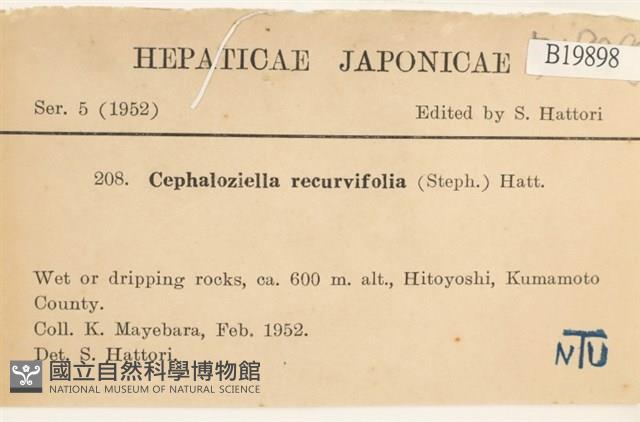 HEPATICAE JAPONICAE
B19898
Ser. 5 (1952)
Edited by S. Hattori
208. Cephaloziella recurvifolia (Steph.) Hatt.
Wet or dripping rocks, ca. 600 m. alt., Hitoyoshi, Kumamoto
County.
Coll. K. Mayebara, Feb. 1952.
Det. S. Hattori.
NTU
國立自然科學博物館
NATIONAL MUSEUM OF NATURAL SCIENCE